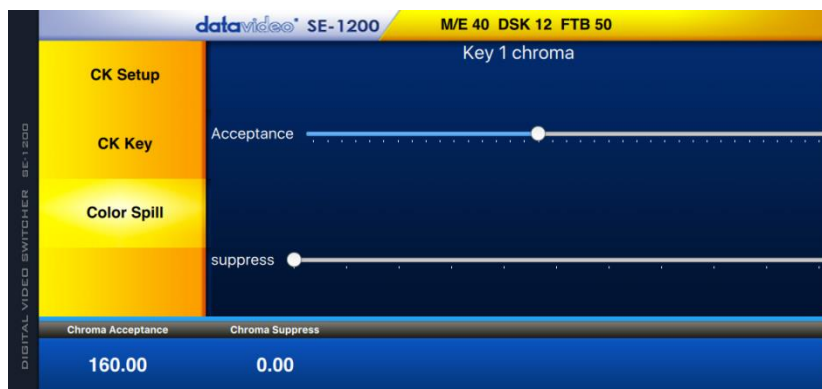 datavideo SE-1200
M/E 40 DSK 12 FTB 50
Key 1 chroma
CK Setup
CK Key
Color Spill
Acceptance
suppress
Chroma Acceptance
Chroma Suppress
160.00
0.00
DIGITAL VIDEO SWITCHER SE-1200